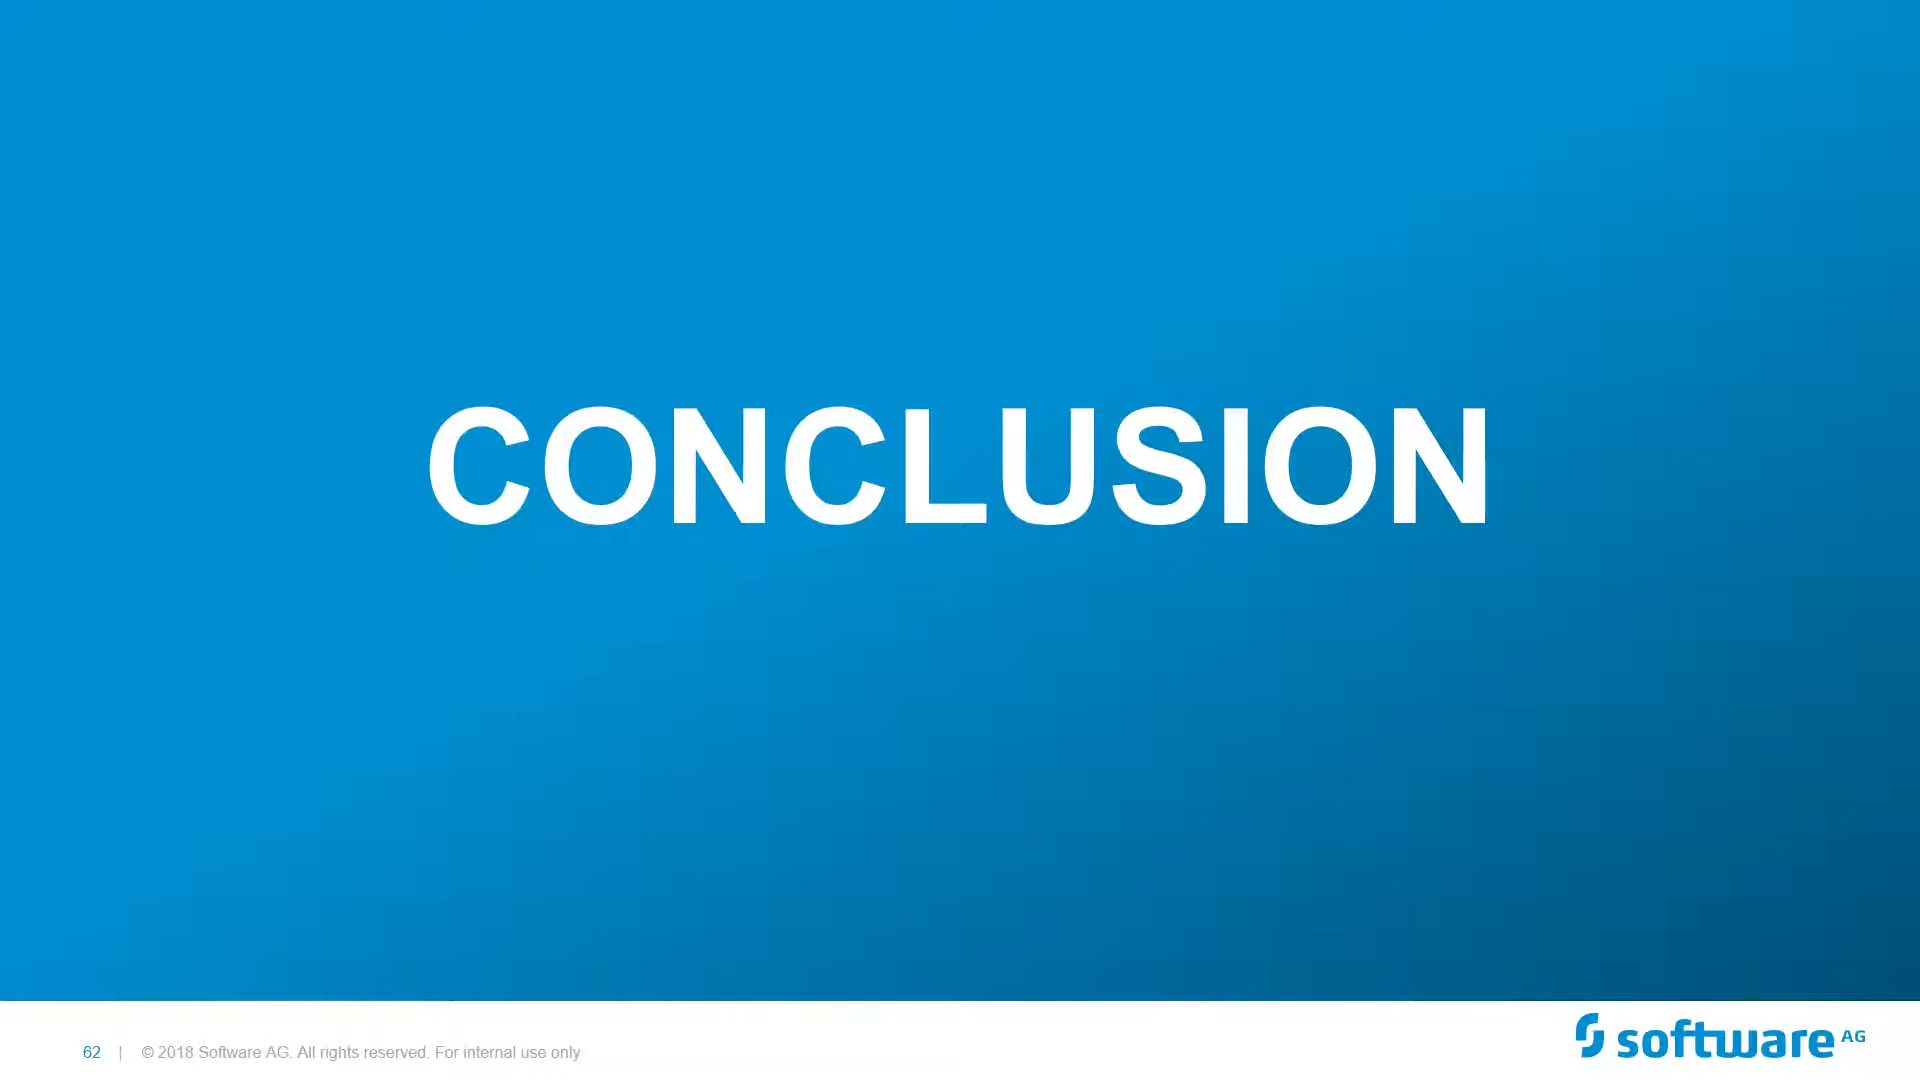 CONCLUSION
62 | © 2018 Software AG. All rights reserved. For internal use only
software AG